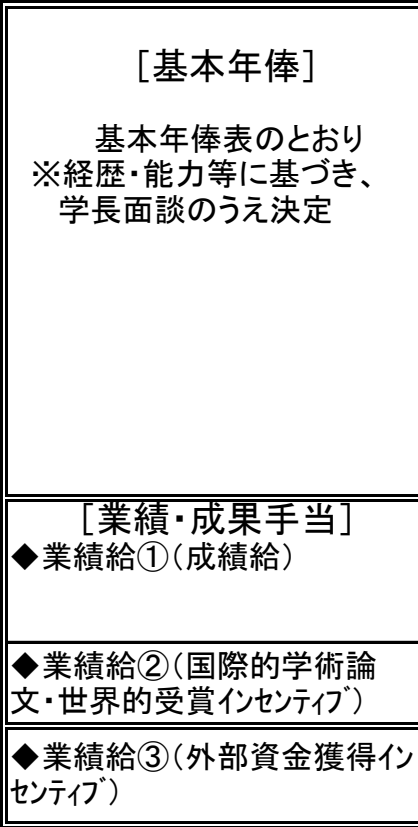 ［基本年俸］
基本年俸表のとおり
※経歴・能力等に基づき、
学長面談のうえ決定
［業績・成果手当］
◆業績給①（成績給）
◆業績給②（国際的学術論
文・世界的受賞ｲﾝｾﾝﾃｨﾌﾞ）
◆業績給③（外部資金獲得ｲﾝ
ｾﾝﾃｨﾌﾞ）